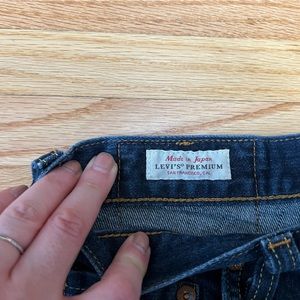 Made in Japan
LEVI'S® PREMIUM
SAN FRANCISCO, CAL